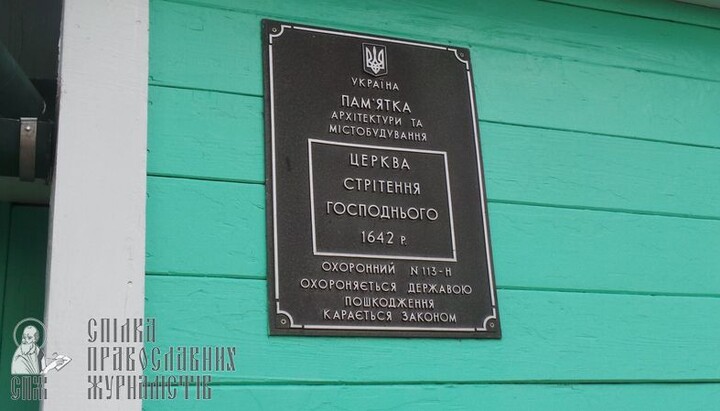 УКРАЇНА
ПАМ'ЯТКА
АРХІТЕКТУРИ ТА
МІСТОБУДУВАННЯ
ЦЕРКВА
СТРІТЕННЯ
ГОСПОДНЬОГО
1642 р.
ОХОРОННИЙ N 113-Н
ОХОРОНЯЄТЬСЯ ДЕРЖАВОЮ
ПОШКОДЖЕННЯ
КАРАЄТЬСЯ ЗАКОНОМ
СПІЛКА
ПРАВОСЛАВНИХ
ЖУРНАЛІСТІВ
СПЖ